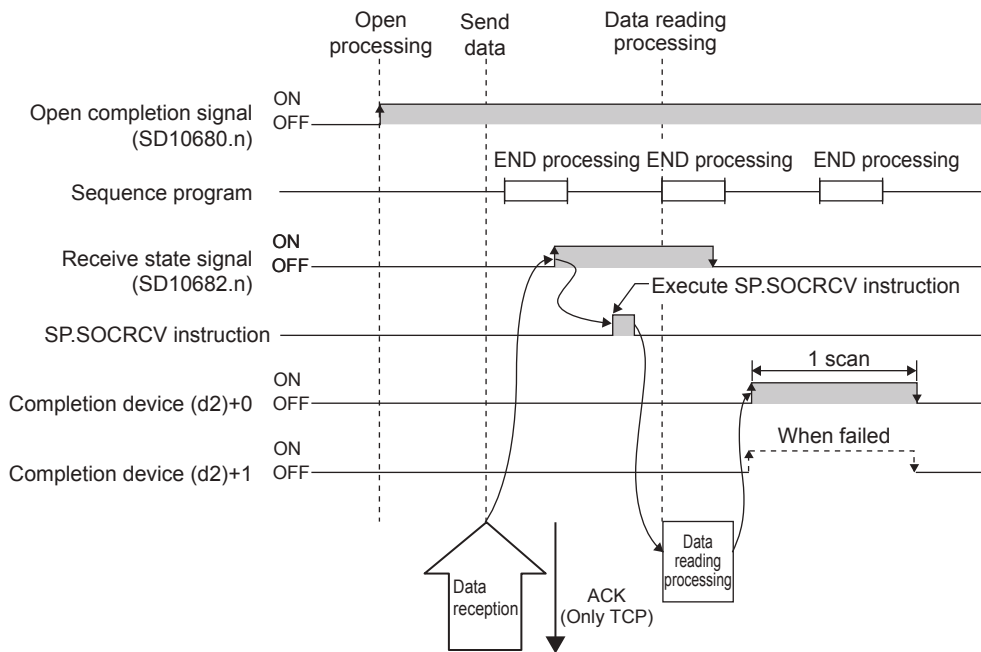 Open
processing
Send
data
Data reading
processing
Open completion signal
(SD10680.n)
ON
OFF
END processing
END processing
END processing
Sequence program
Receive state signal
(SD10682.n)
ON
OFF
Execute SP.SOCRCV instruction
SP.SOCRCV instruction
1 scan
Completion device (d2)+0
ON
OFF
When failed
Completion device (d2)+1
ON
OFF
Data
reception
ACK
(Only TCP)
Data
reading
processing